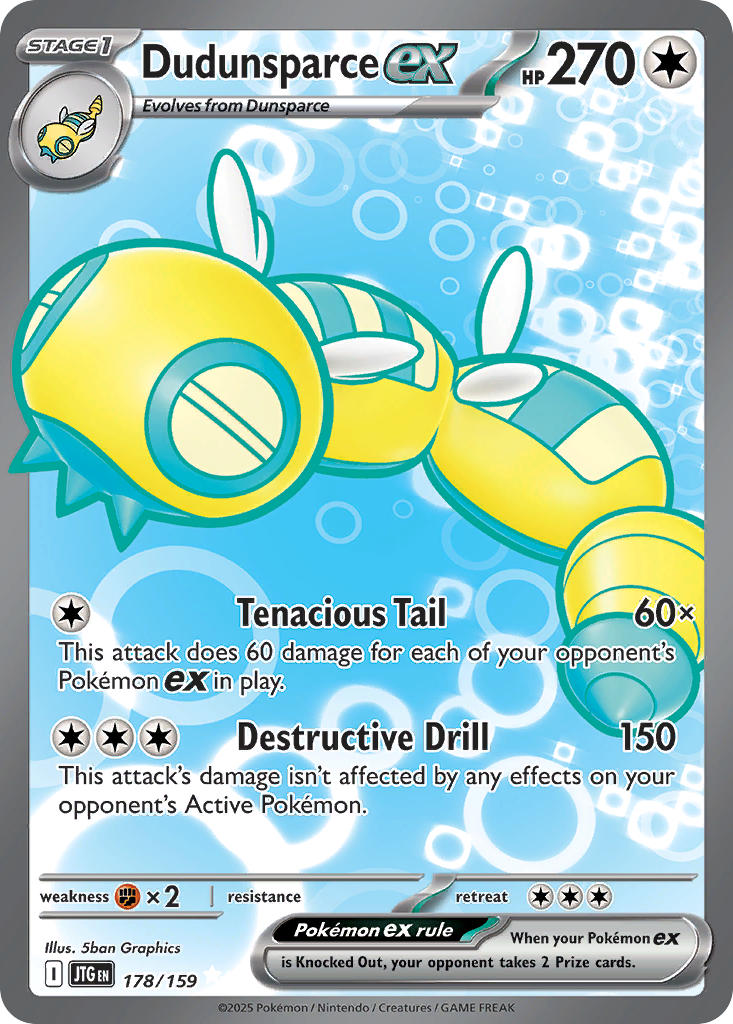 STAGE 1
Dudunsparce ex
HP 270
Evolves from Dunsparce
Tenacious Tail 60×
This attack does 60 damage for each of your opponent's
Pokémon ex in play.
Destructive Drill 150
This attack's damage isn't affected by any effects on your
opponent's Active Pokémon.
weakness ×2 resistance retreat
Illus. 5ban Graphics
Pokémon ex rule
When your Pokémon ex
is Knocked Out, your opponent takes 2 Prize cards.
I JTG EN 178/159
©2025 Pokémon / Nintendo / Creatures / GAME FREAK